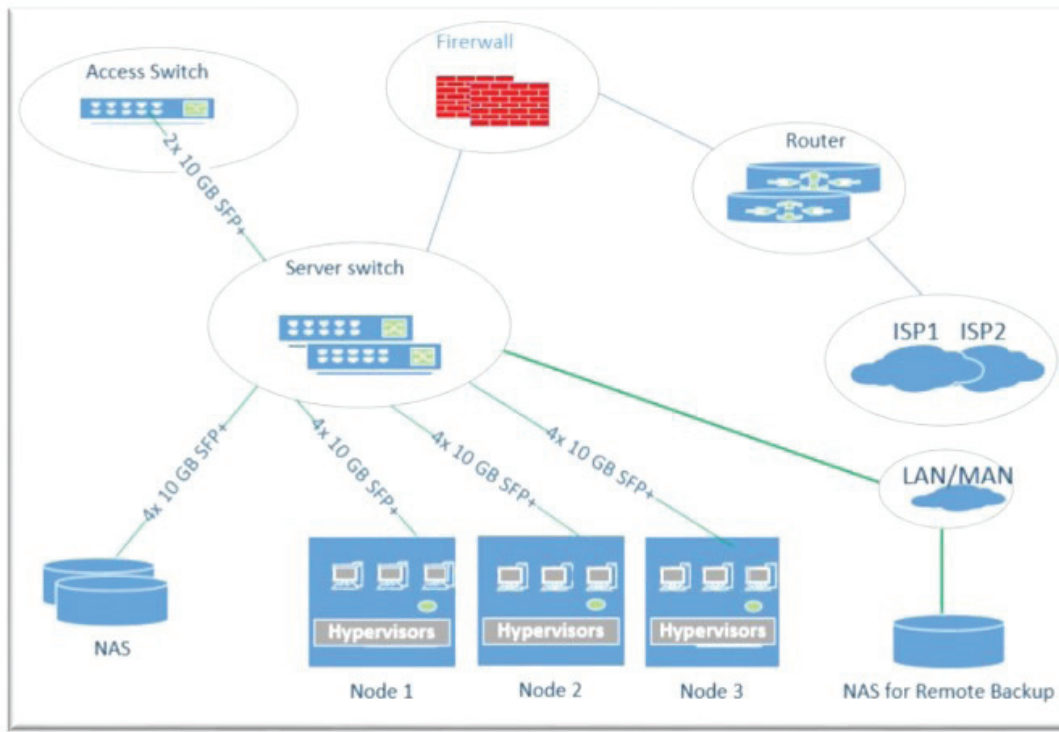 Firerwall
Access Switch
Router
2x 10 GB SFP+
Server switch
ISP1 ISP2
4x 10 GB SFP+
4x 10 GB SFP+
4x 10 GB SFP+
4x 10 GB SFP+
LAN/MAN
Hypervisors
Hypervisors
Hypervisors
NAS
Node 1
Node 2
Node 3
NAS for Remote Backup